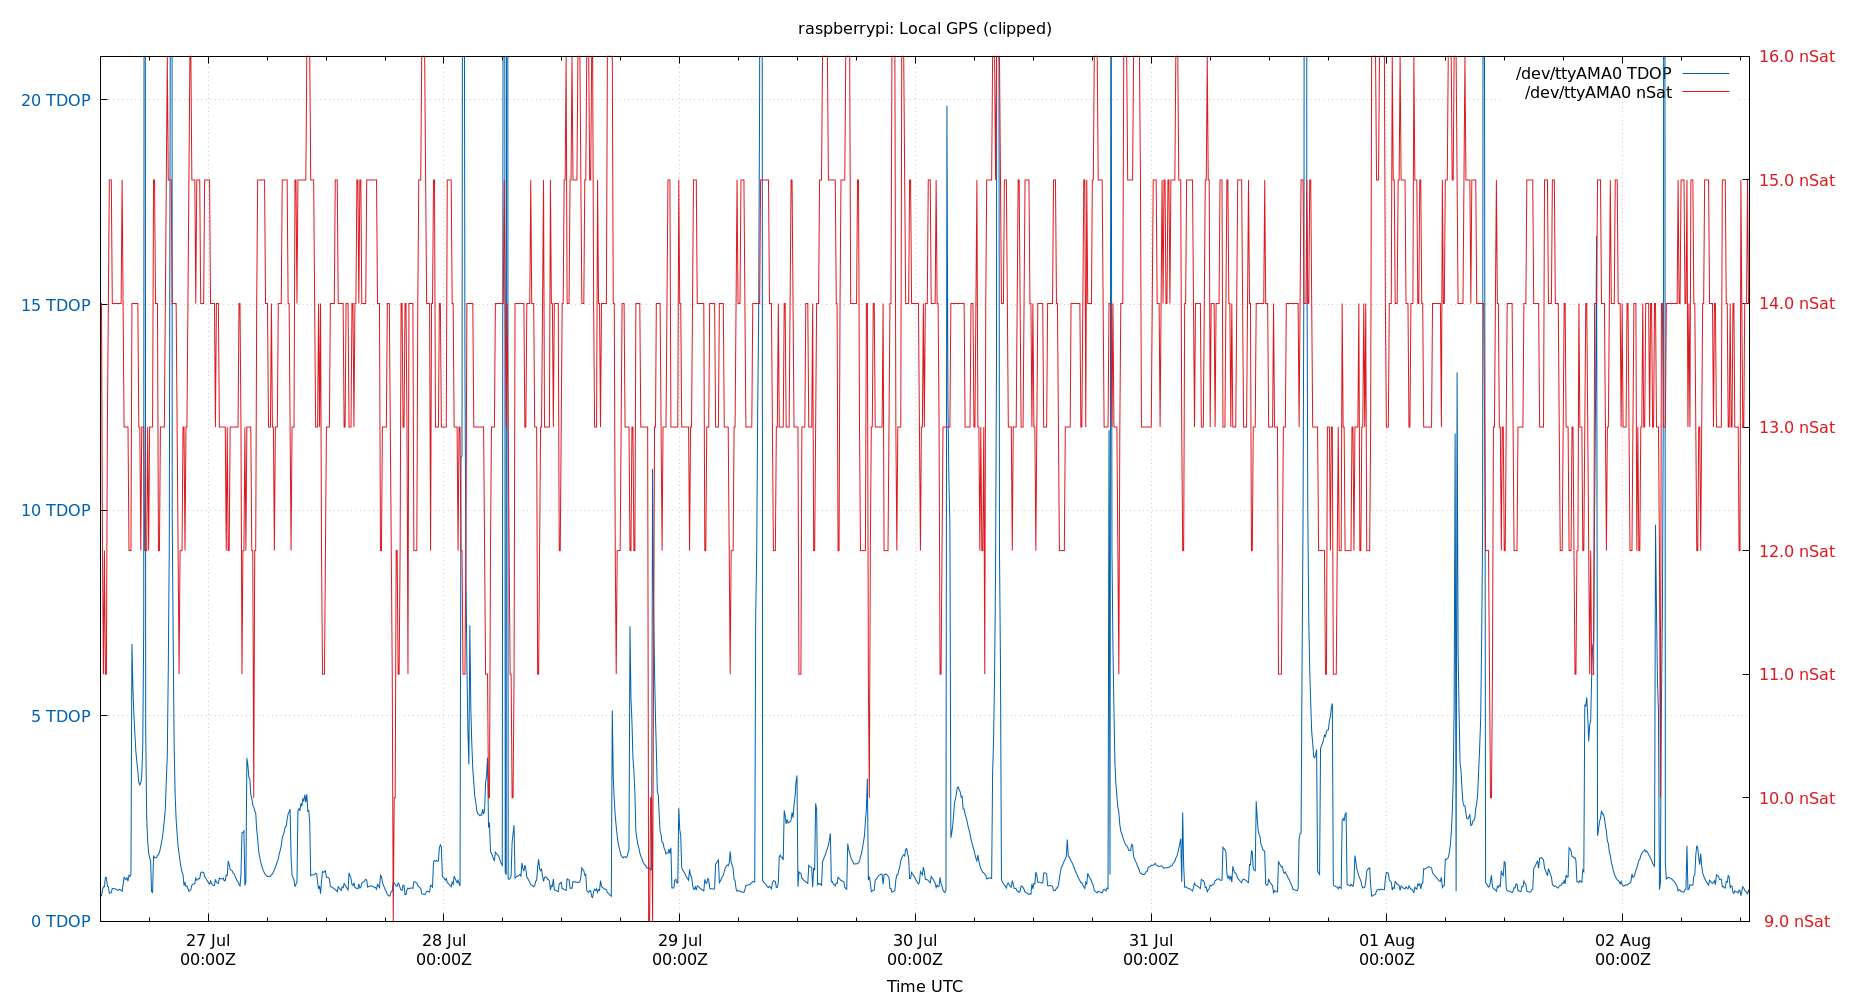 raspberrypi: Local GPS (clipped)
16.0 nSat
/dev/ttyAMA0 TDOP
/dev/ttyAMA0 nSat
20 TDOP
15.0 nSat
15 TDOP
14.0 nSat
13.0 nSat
10 TDOP
12.0 nSat
11.0 nSat
5 TDOP
10.0 nSat
0 TDOP
9.0 nSat
27 Jul
00:00Z
28 Jul
00:00Z
29 Jul
00:00Z
30 Jul
00:00Z
31 Jul
00:00Z
01 Aug
00:00Z
02 Aug
00:00Z
Time UTC